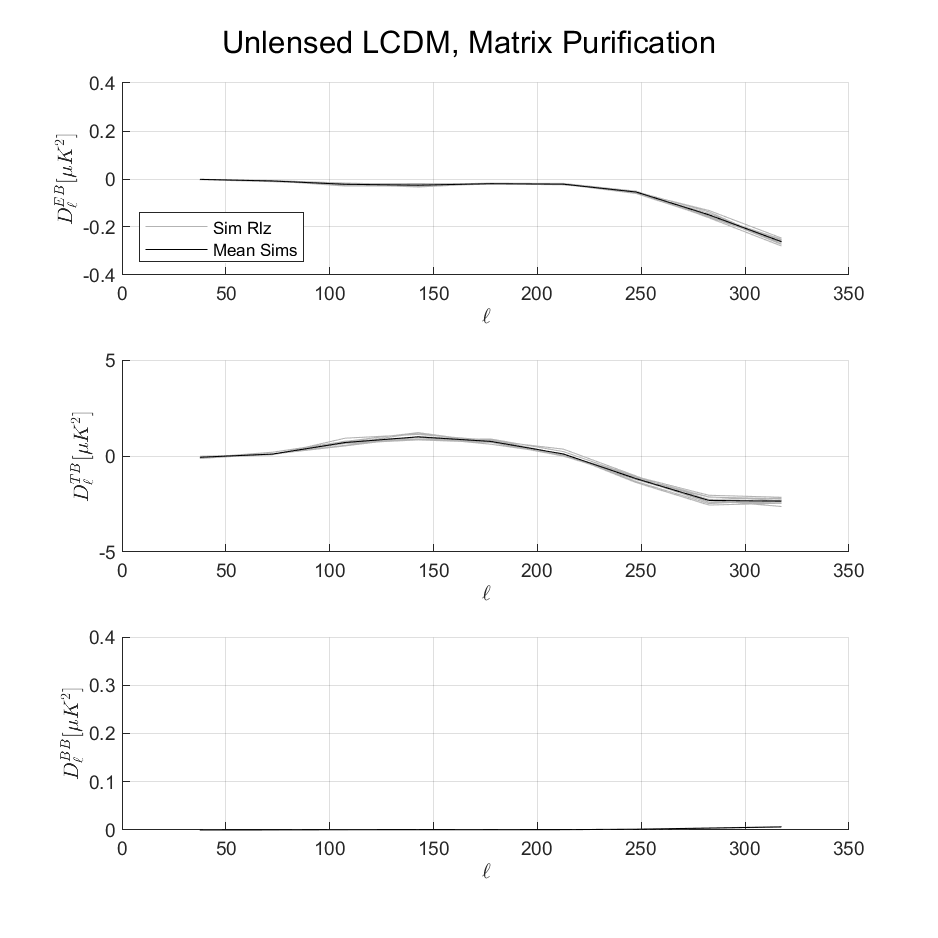 Unlensed LCDM, Matrix Purification
0.4
0.2
0
-0.2
-0.4
D_ℓ^{EB}[μK^2]
Sim Rlz
Mean Sims
0 50 100 150 200 250 300 350
ℓ
5
0
-5
D_ℓ^{TB}[μK^2]
0 50 100 150 200 250 300 350
ℓ
0.4
0.3
0.2
0.1
0
D_ℓ^{BB}[μK^2]
0 50 100 150 200 250 300 350
ℓ